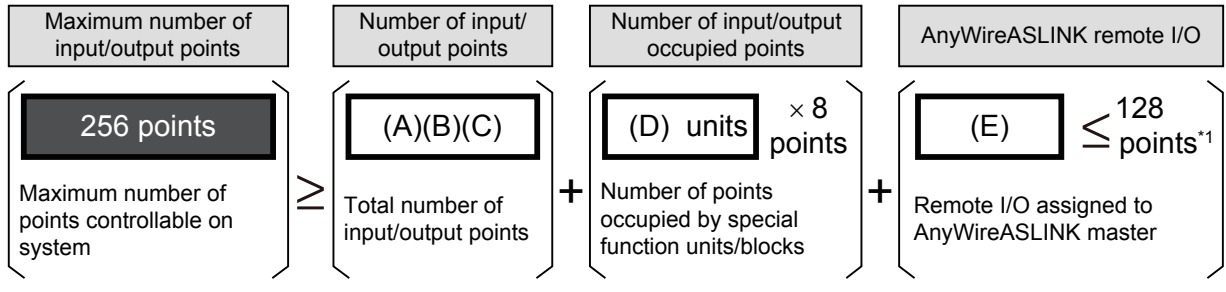 Maximum number of
input/output points
256 points
Maximum number of
points controllable on
system
≥
Number of input/
output points
(A)(B)(C)
Total number of
input/output points
+
Number of input/output
occupied points
(D) units
× 8
points
Number of points
occupied by special
function units/blocks
+
AnyWireASLINK remote I/O
(E)
≤ 128
points*1
Remote I/O assigned to
AnyWireASLINK master